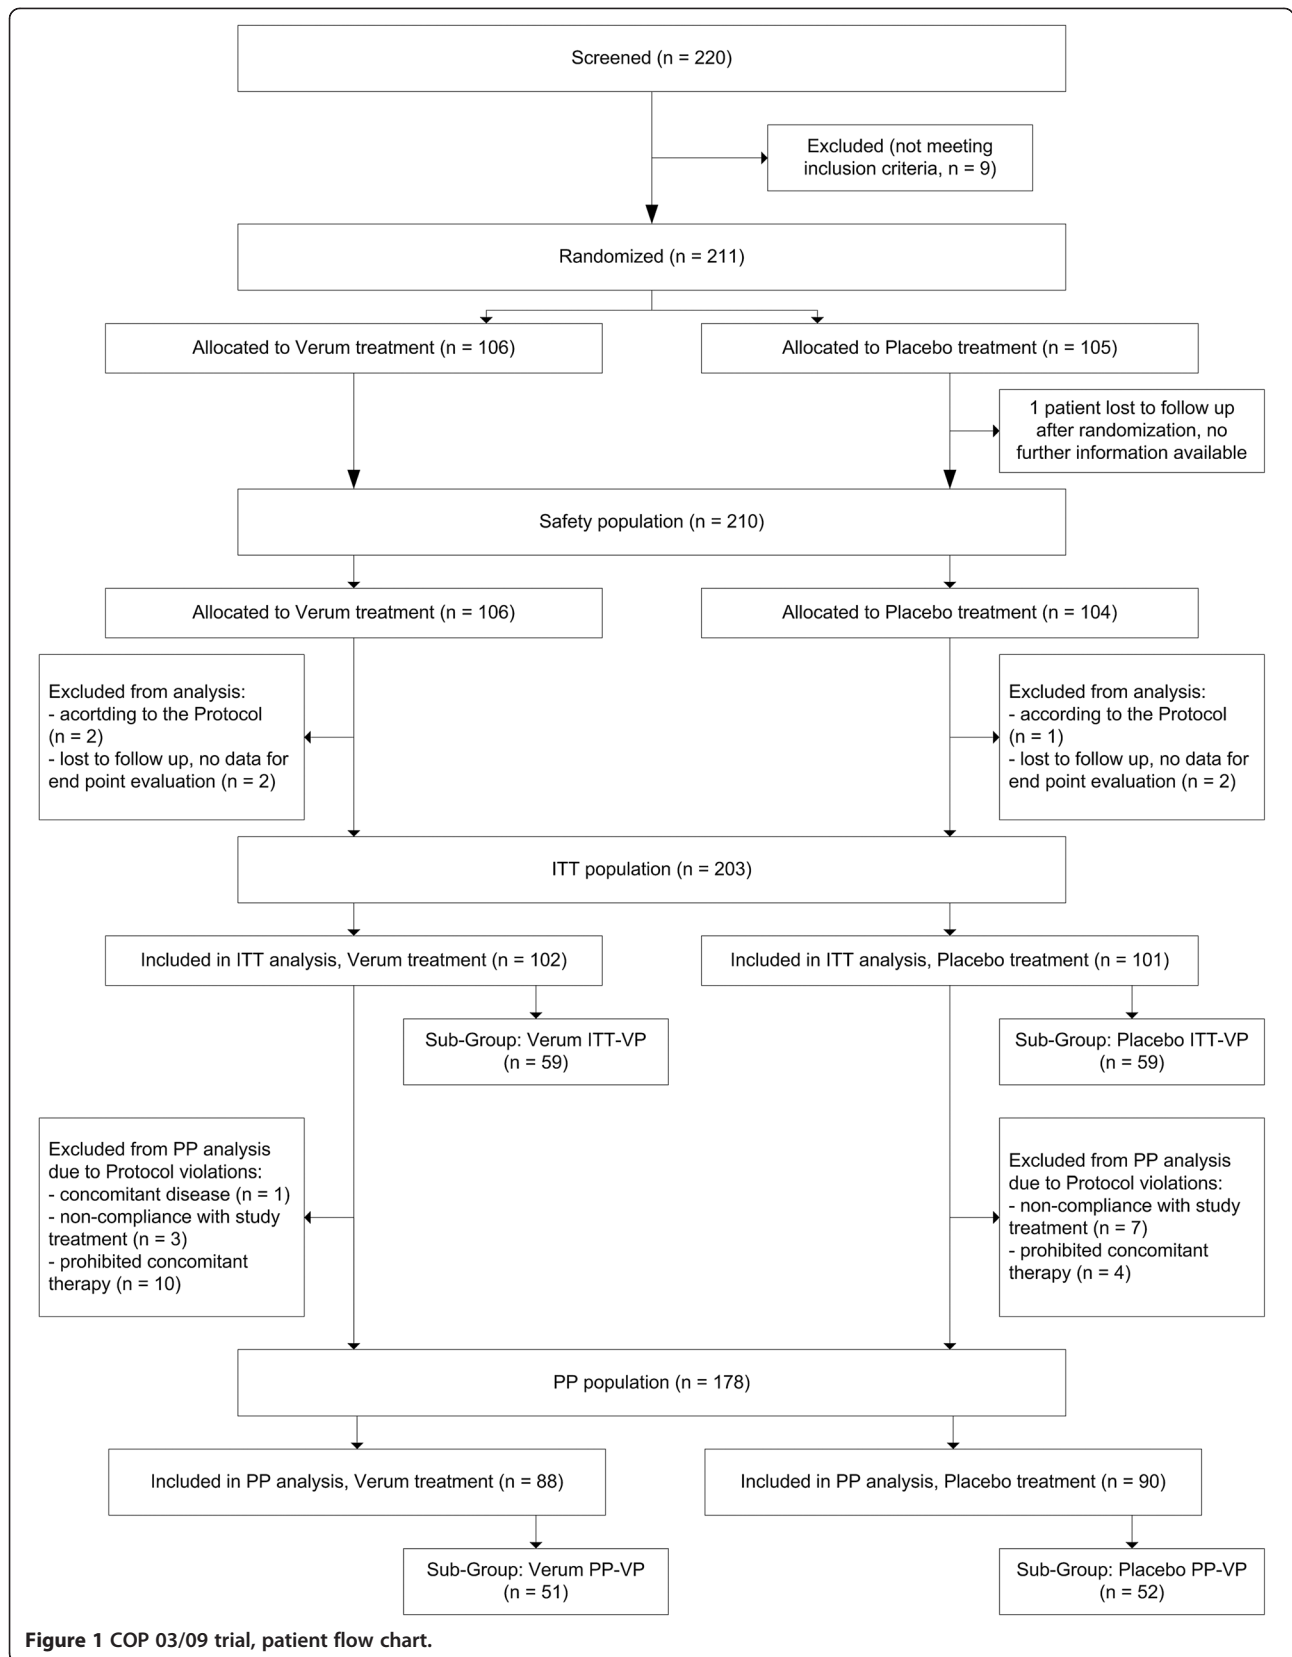 Screened (n = 220)
Excluded (not meeting
inclusion criteria, n = 9)
Randomized (n = 211)
Allocated to Verum treatment (n = 106)
Allocated to Placebo treatment (n = 105)
1 patient lost to follow up
after randomization, no
further information available
Safety population (n = 210)
Allocated to Verum treatment (n = 106)
Allocated to Placebo treatment (n = 104)
Excluded from analysis:
- acortding to the Protocol
(n = 2)
- lost to follow up, no data for
end point evaluation (n = 2)
Excluded from analysis:
- according to the Protocol
(n = 1)
- lost to follow up, no data for
end point evaluation (n = 2)
ITT population (n = 203)
Included in ITT analysis, Verum treatment (n = 102)
Included in ITT analysis, Placebo treatment (n = 101)
Sub-Group: Verum ITT-VP
(n = 59)
Sub-Group: Placebo ITT-VP
(n = 59)
Excluded from PP analysis
due to Protocol violations:
- concomitant disease (n = 1)
- non-compliance with study
treatment (n = 3)
- prohibited concomitant
therapy (n = 10)
Excluded from PP analysis
due to Protocol violations:
- non-compliance with study
treatment (n = 7)
- prohibited concomitant
therapy (n = 4)
PP population (n = 178)
Included in PP analysis, Verum treatment (n = 88)
Included in PP analysis, Placebo treatment (n = 90)
Sub-Group: Verum PP-VP
(n = 51)
Sub-Group: Placebo PP-VP
(n = 52)
Figure 1 COP 03/09 trial, patient flow chart.